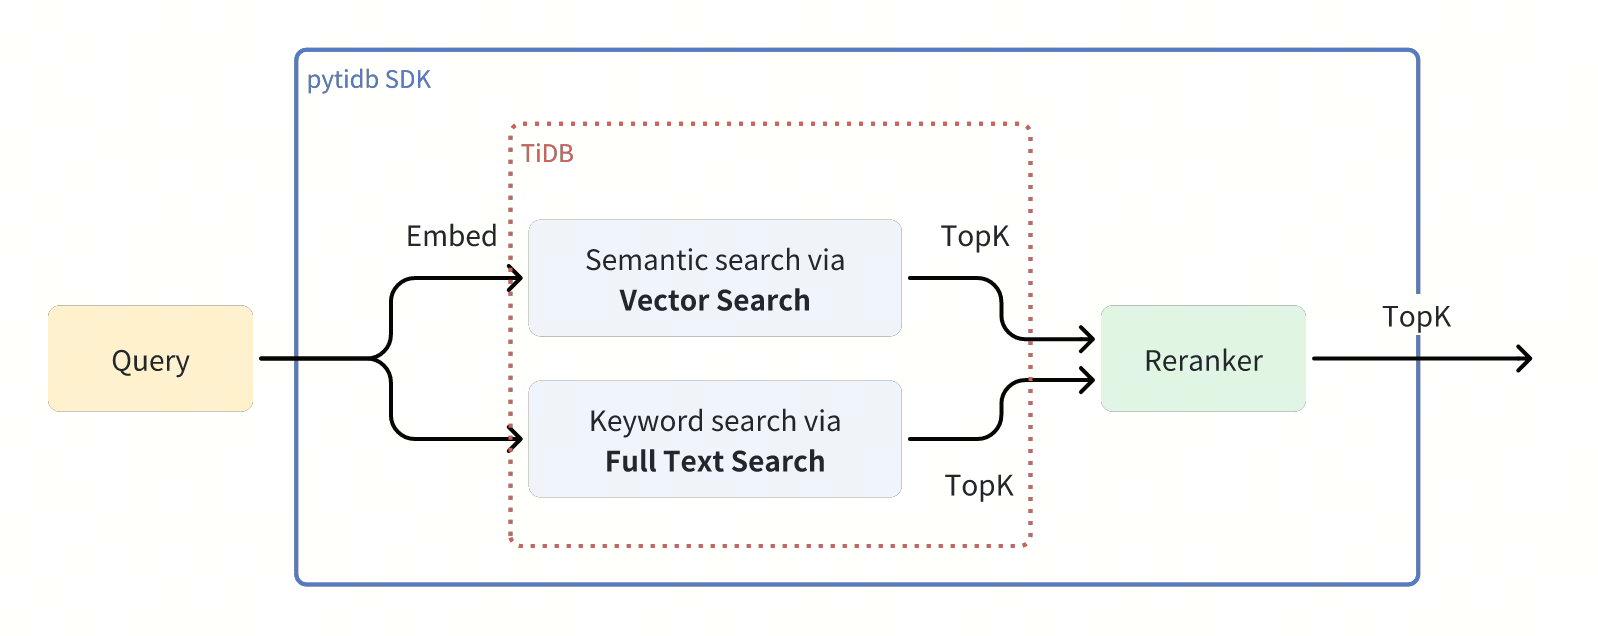 pytidb SDK
TiDB
Embed
Semantic search via
Vector Search
TopK
Query
Keyword search via
Full Text Search
TopK
Reranker
TopK